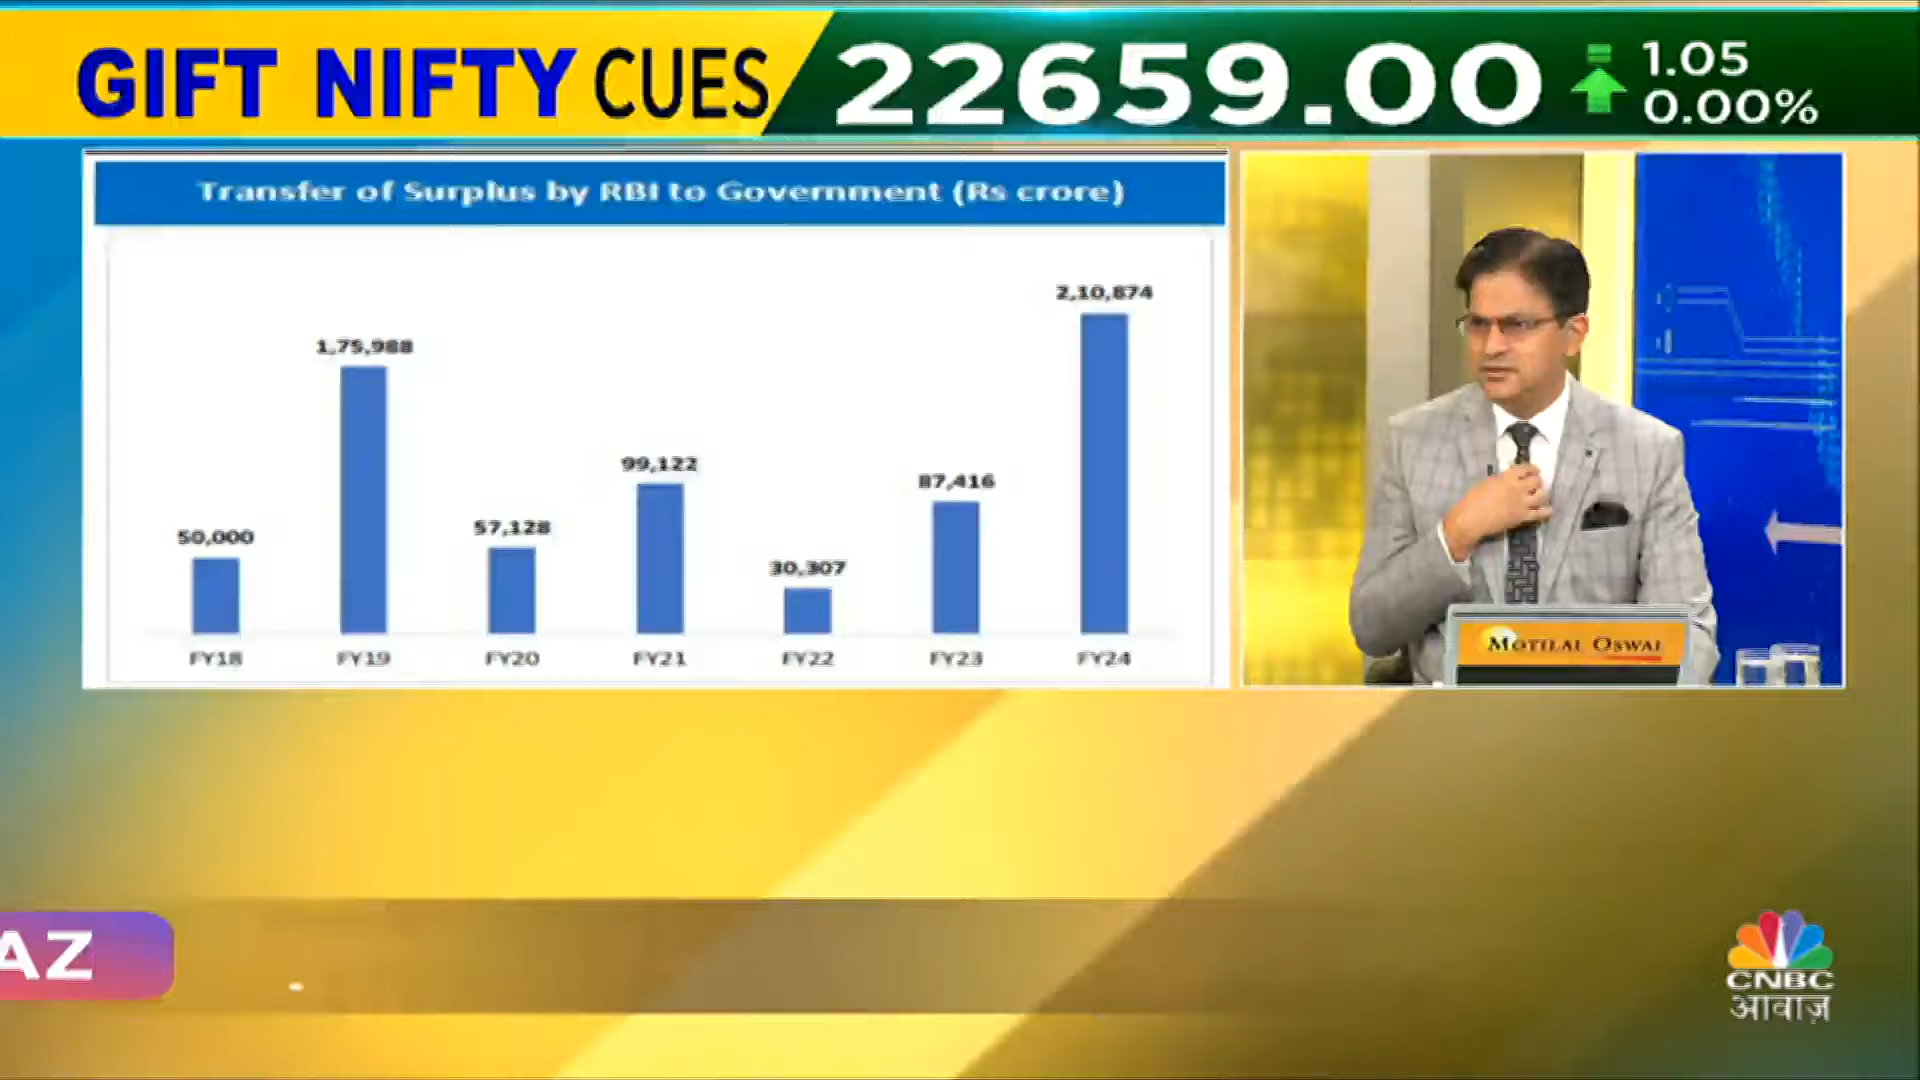 GIFT NIFTY CUES 22659.00 1.05
0.00%
Transfer of Surplus by RBI to Government (Rs crore)
2,10,874
1,75,988
99,122
87,416
50,000
57,128
30,307
FY18 FY19 FY20 FY21 FY22 FY23 FY24
MOTILAL OSWAL
AZ
CNBC
आवाज़